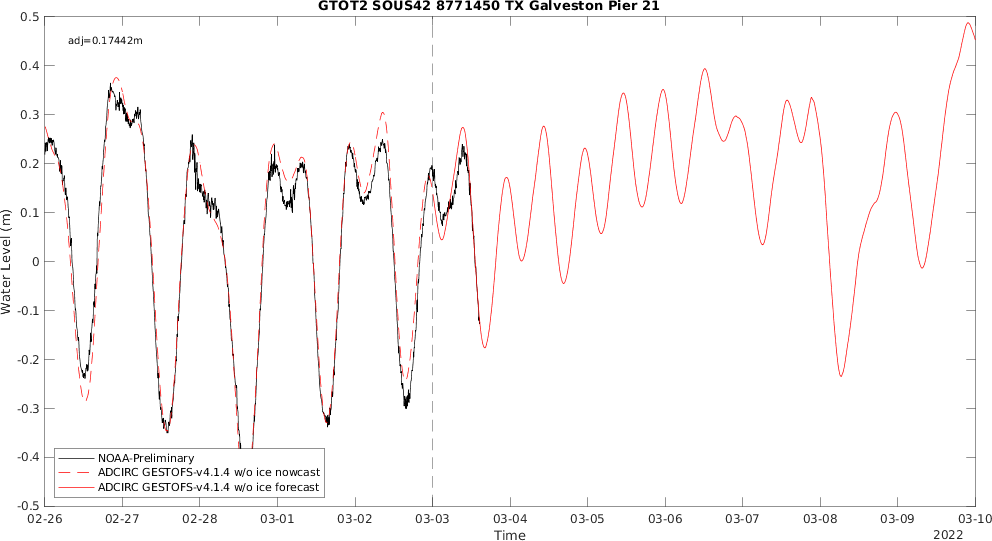 GTOT2 SOUS42 8771450 TX Galveston Pier 21
adj=0.17442m
0.5
0.4
0.3
0.2
0.1
0
-0.1
-0.2
-0.3
-0.4
-0.5
Water Level (m)
NOAA-Preliminary
ADCIRC GESTOFS-v4.1.4 w/o ice nowcast
ADCIRC GESTOFS-v4.1.4 w/o ice forecast
02-26 02-27 02-28 03-01 03-02 03-03 03-04 03-05 03-06 03-07 03-08 03-09 03-10
Time
2022